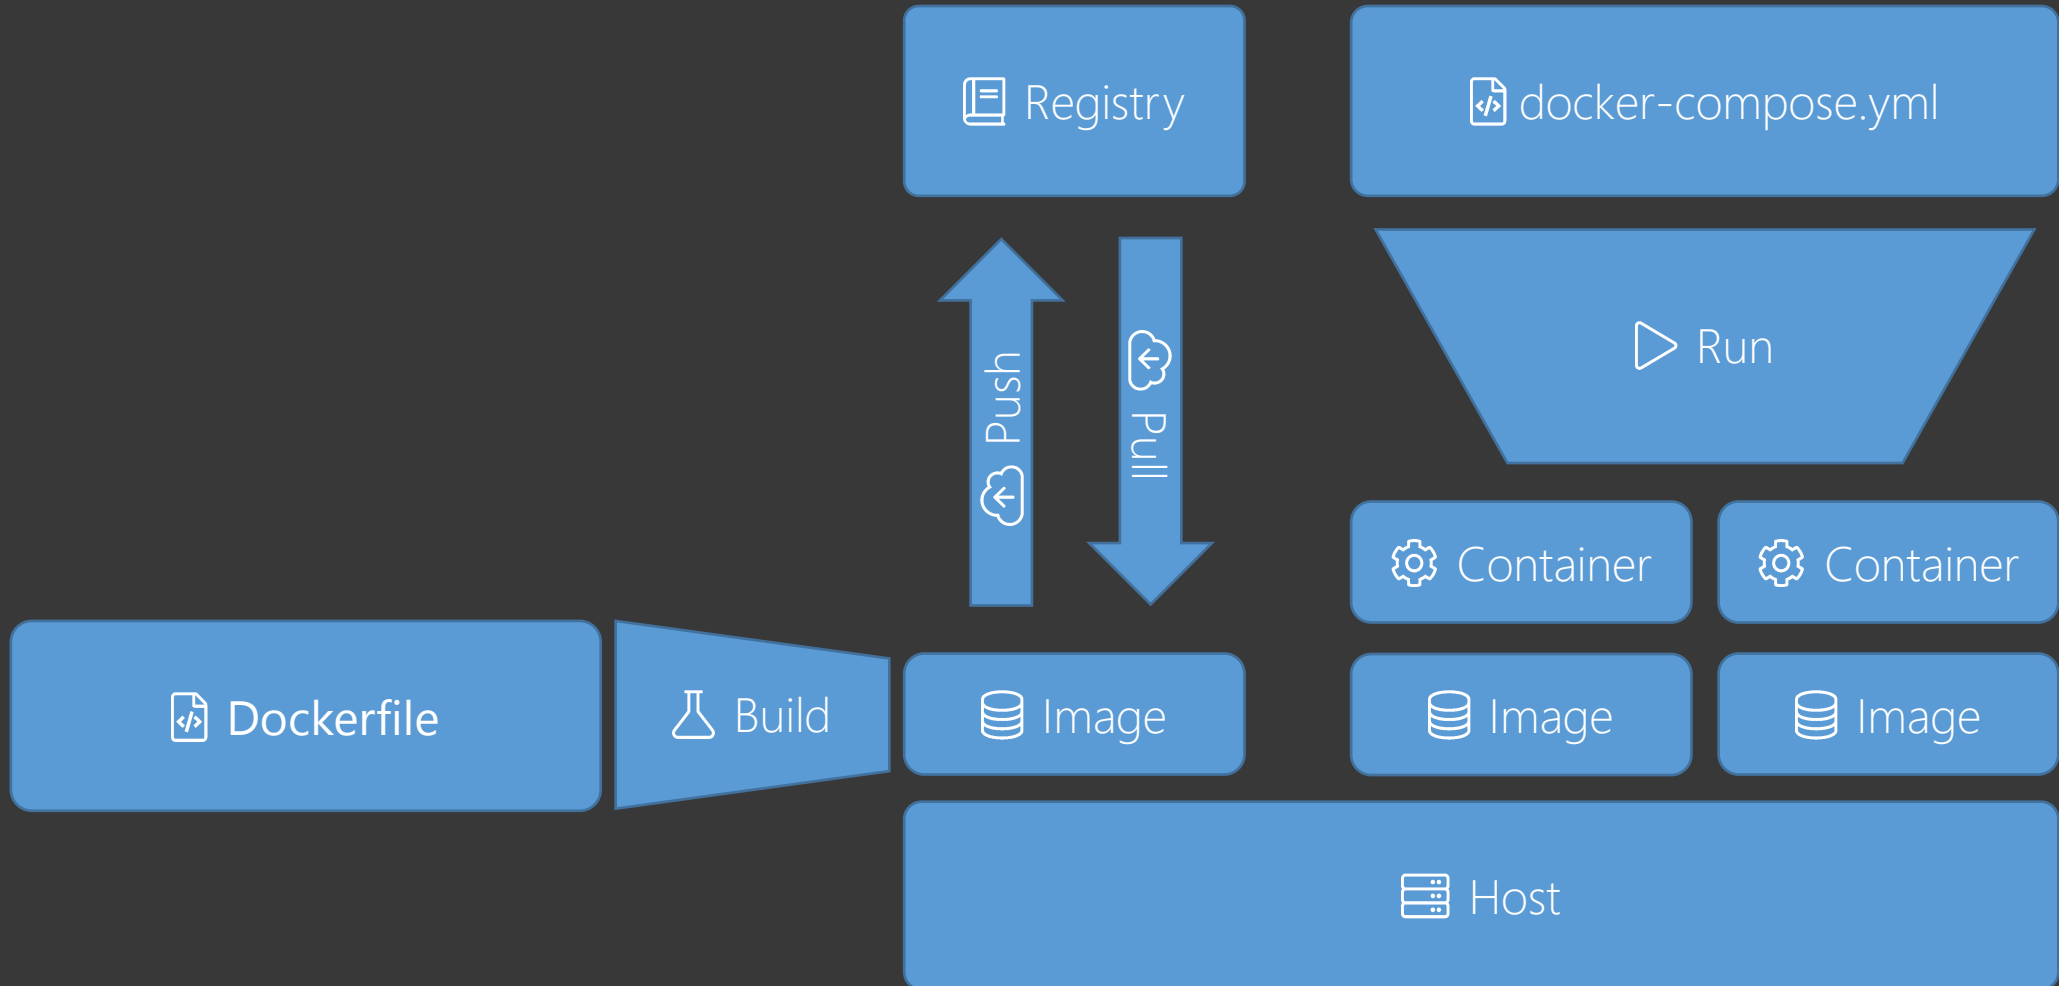 Registry
docker-compose.yml
Push
Pull
Run
Container
Container
Dockerfile
Build
Image
Image
Image
Host